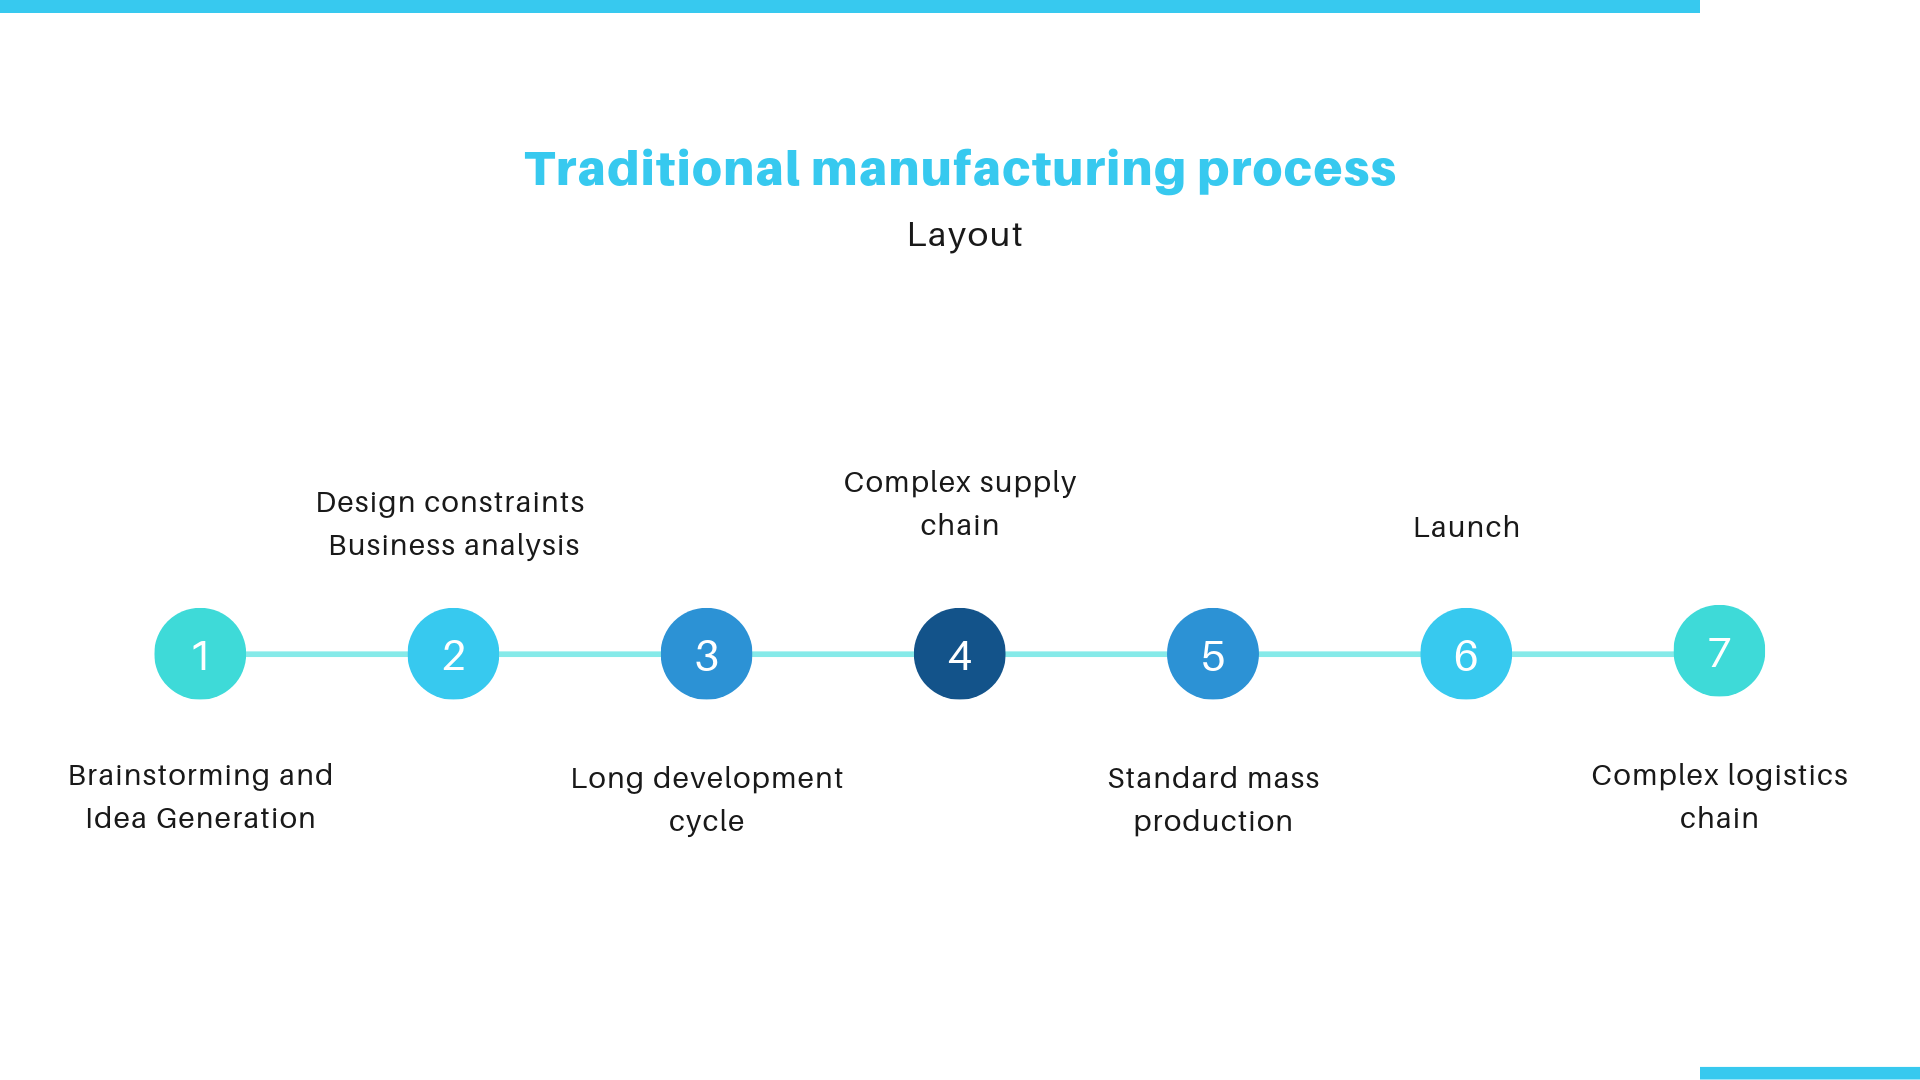 Traditional manufacturing process
Layout
Design constraints
Business analysis
Complex supply
chain
Launch
1
2
3
4
5
6
7
Brainstorming and
Idea Generation
Long development
cycle
Standard mass
production
Complex logistics
chain